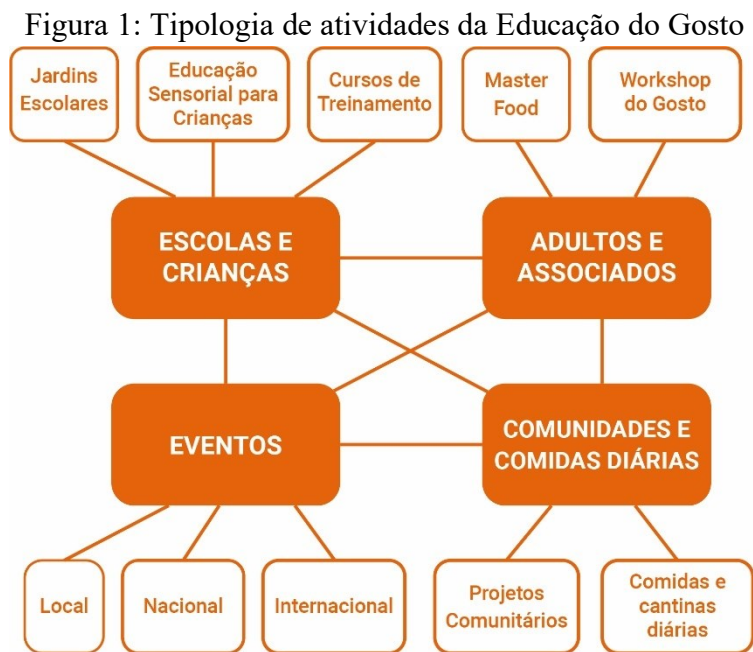 Figura 1: Tipologia de atividades da Educação do Gosto
Jardins
Escolares
Educação
Sensorial para
Crianças
Cursos de
Treinamento
Master
Food
Workshop
do Gosto
ESCOLAS E
CRIANÇAS
ADULTOS E
ASSOCIADOS
EVENTOS
COMUNIDADES E
COMIDAS DIÁRIAS
Local
Nacional
Internacional
Projetos
Comunitários
Comidas e
cantinas
diárias